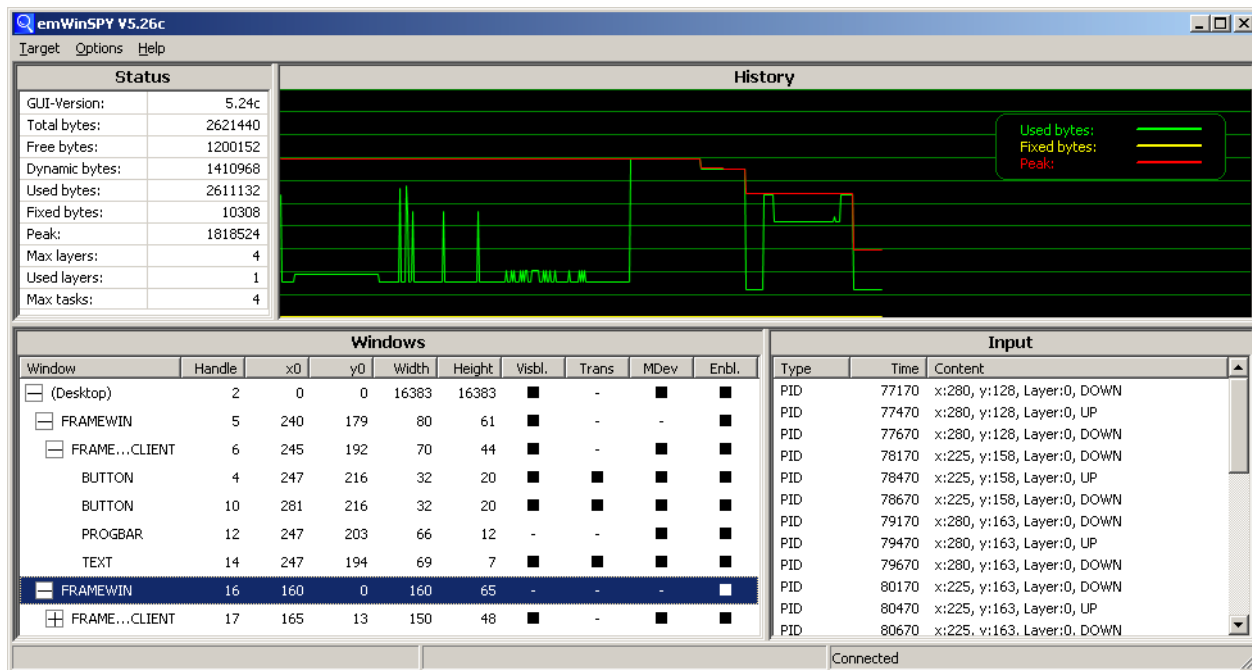 emWinSPY V5.26c
Target Options Help
Status
GUI-Version: 5.24c
Total bytes: 2621440
Free bytes: 1200152
Dynamic bytes: 1410968
Used bytes: 2611132
Fixed bytes: 10308
Peak: 1818524
Max layers: 4
Used layers: 1
Max tasks: 4
History
Used bytes:
Fixed bytes:
Peak:
Windows
Window Handle x0 y0 Width Height Visbl. Trans MDev Enbl.
(Desktop) 2 0 0 16383 16383 -
FRAMEWIN 5 240 179 80 61 - -
FRAME...CLIENT 6 245 192 70 44 -
BUTTON 4 247 216 32 20
BUTTON 10 281 216 32 20
PROGBAR 12 247 203 66 12 - -
TEXT 14 247 194 69 7
FRAMEWIN 16 160 0 160 65 - - -
FRAME...CLIENT 17 165 13 150 48 -
Input
Type Time Content
PID 77170 x:280, y:128, Layer:0, DOWN
PID 77470 x:280, y:128, Layer:0, UP
PID 77670 x:280, y:128, Layer:0, DOWN
PID 78170 x:225, y:158, Layer:0, DOWN
PID 78470 x:225, y:158, Layer:0, UP
PID 78670 x:225, y:158, Layer:0, DOWN
PID 79170 x:280, y:163, Layer:0, DOWN
PID 79470 x:280, y:163, Layer:0, UP
PID 79670 x:280, y:163, Layer:0, DOWN
PID 80170 x:225, y:163, Layer:0, DOWN
PID 80470 x:225, y:163, Layer:0, UP
PID 80670 x:225, y:163, Layer:0, DOWN
Connected